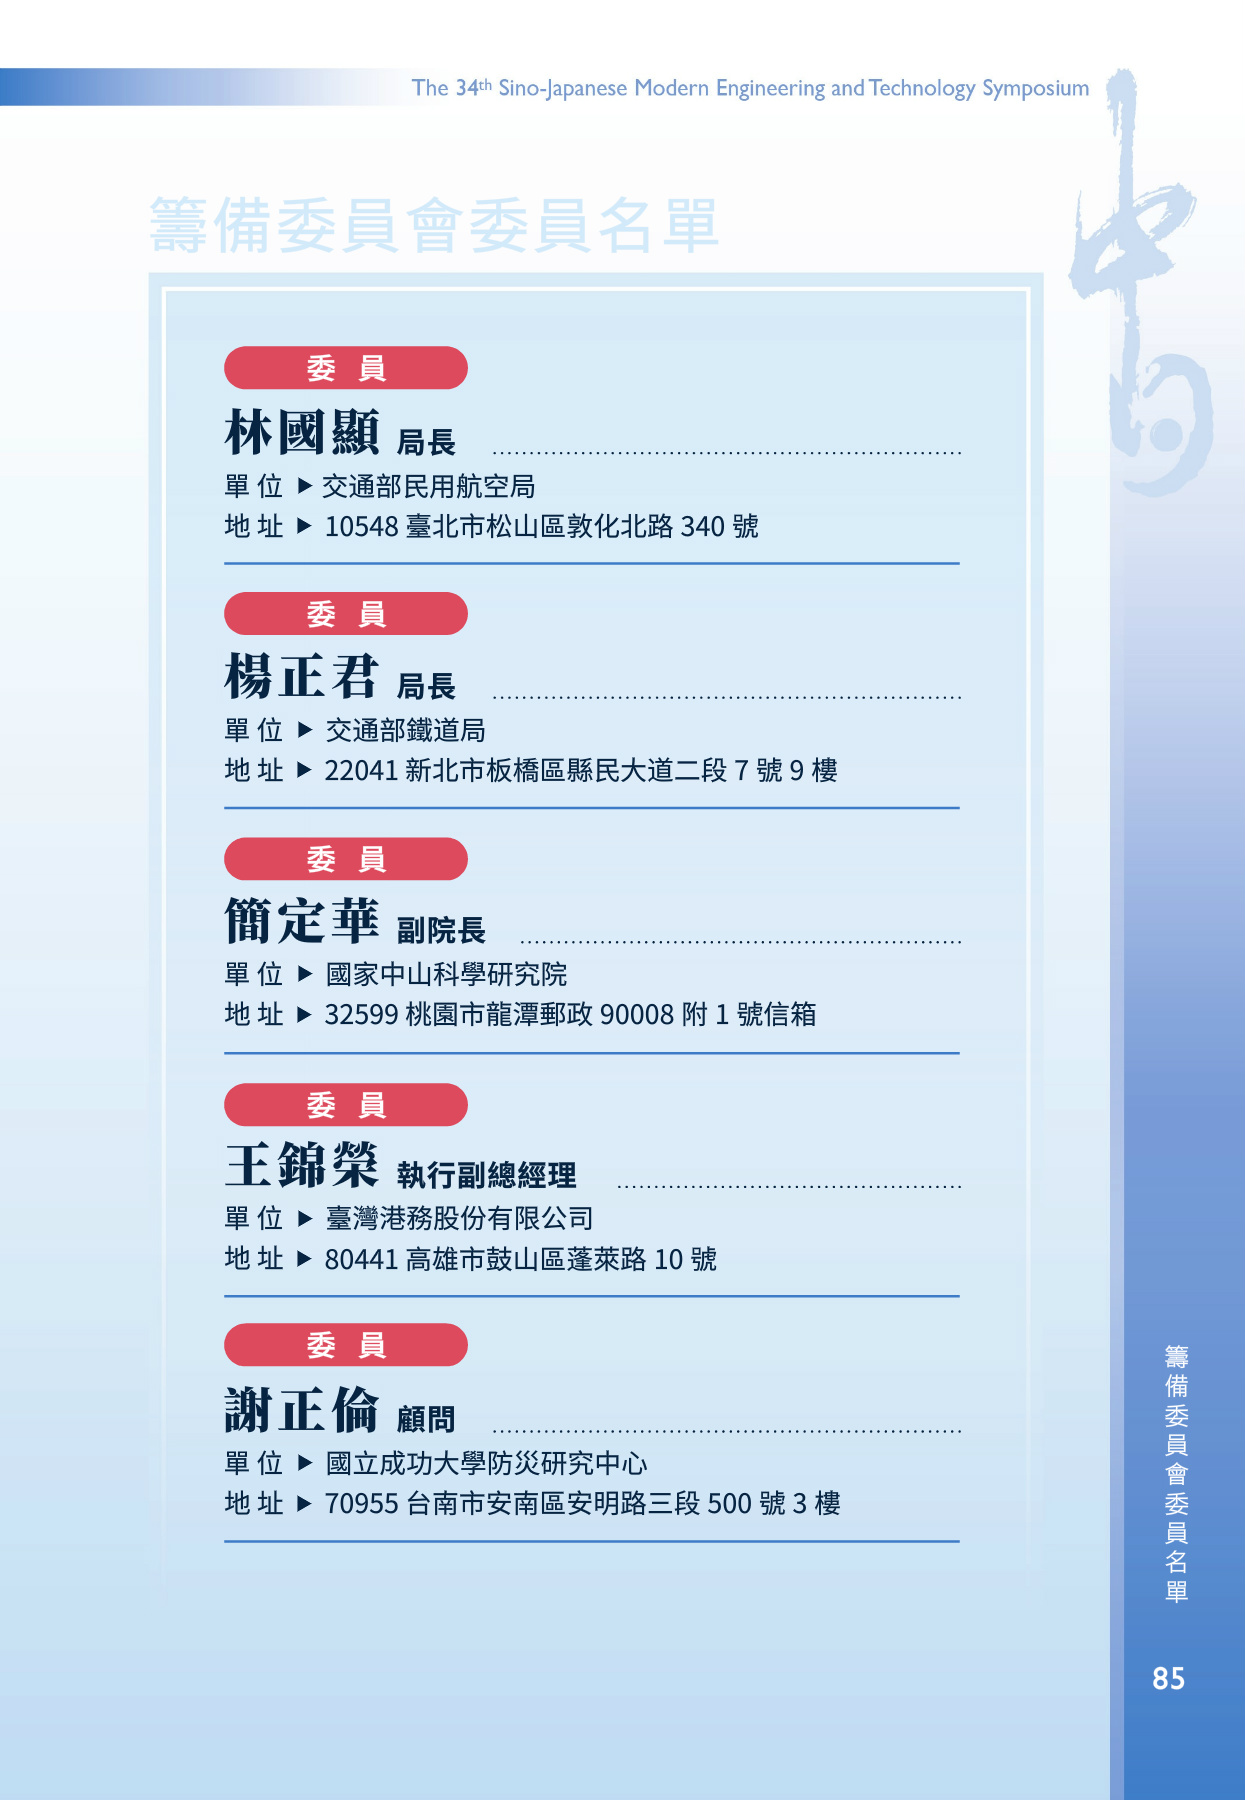 The 34th Sino-Japanese Modern Engineering and Technology Symposium
中日
籌備委員會委員名單
委 員
林國顯 局長
單 位 ▶ 交通部民用航空局
地 址 ▶ 10548 臺北市松山區敦化北路 340 號
委 員
楊正君 局長
單 位 ▶ 交通部鐵道局
地 址 ▶ 22041 新北市板橋區縣民大道二段 7 號 9 樓
委 員
簡定華 副院長
單 位 ▶ 國家中山科學研究院
地 址 ▶ 32599 桃園市龍潭郵政 90008 附 1 號信箱
委 員
王錦榮 執行副總經理
單 位 ▶ 臺灣港務股份有限公司
地 址 ▶ 80441 高雄市鼓山區蓬萊路 10 號
委 員
謝正倫 顧問
單 位 ▶ 國立成功大學防災研究中心
地 址 ▶ 70955 台南市安南區安明路三段 500 號 3 樓
籌備委員會委員名單
85